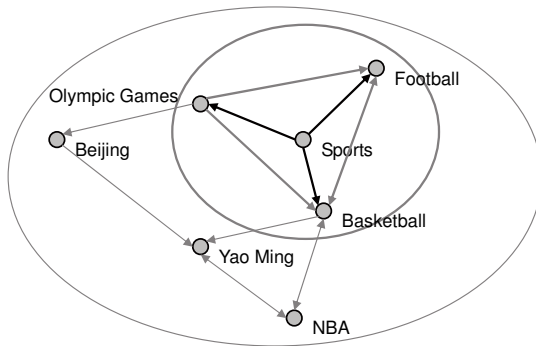 Football
Olympic Games
Sports
Beijing
Basketball
Yao Ming
NBA